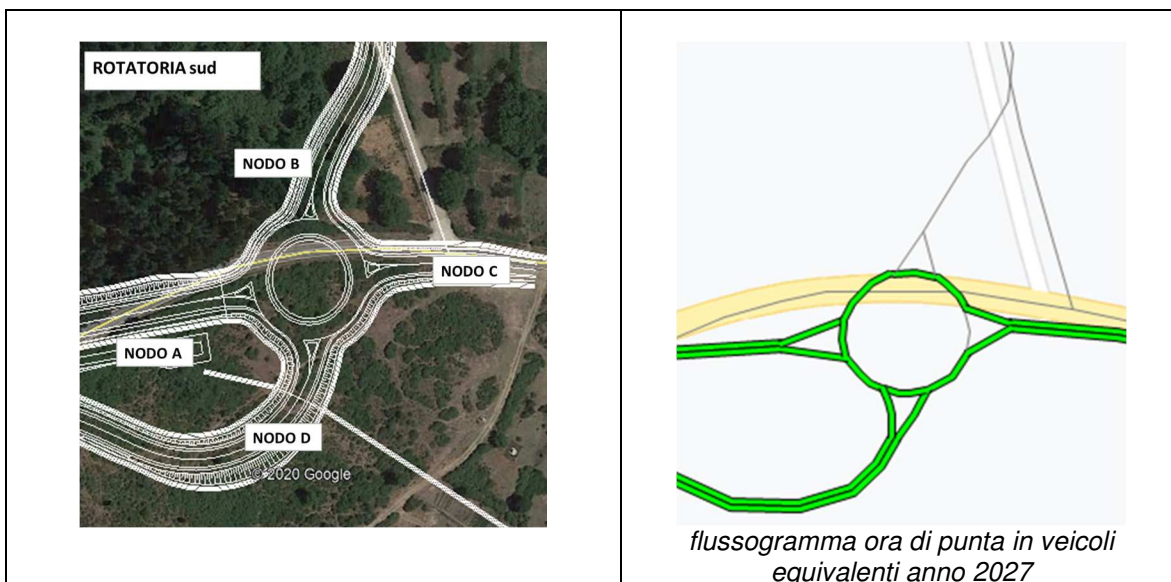 ROTATORIA sud
NODO B
NODO C
NODO A
NODO D
© 2020 Google
flussogramma ora di punta in veicoli
equivalenti anno 2027